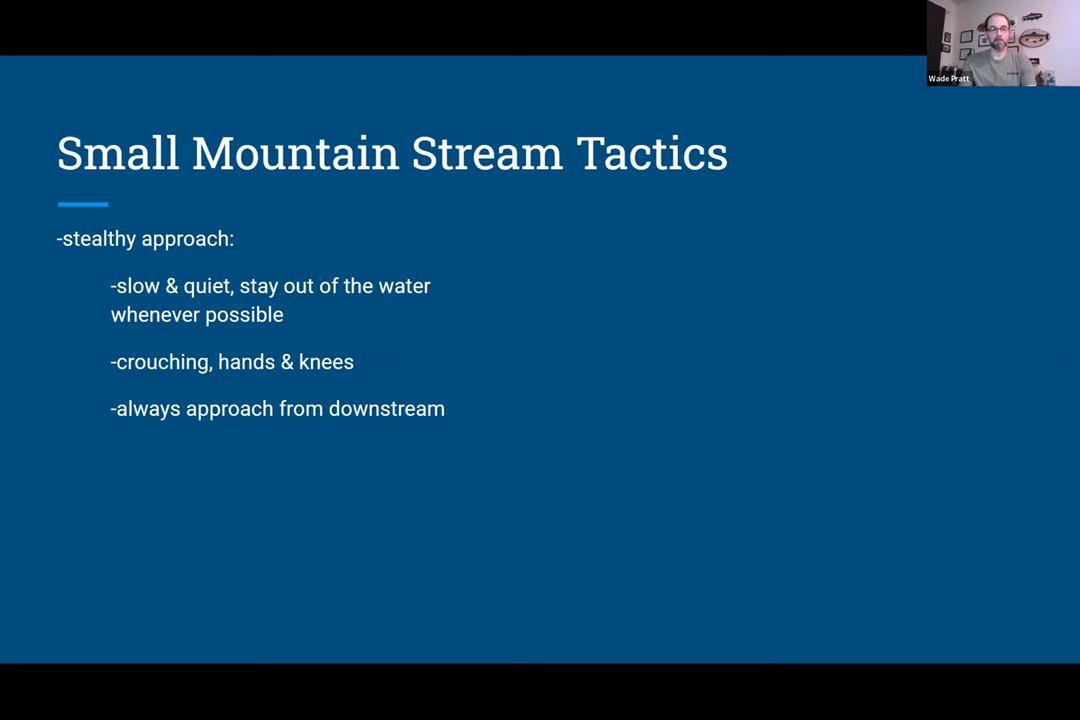 Wade Pratt
Small Mountain Stream Tactics
-stealthy approach:
-slow & quiet, stay out of the water
whenever possible
-crouching, hands & knees
-always approach from downstream